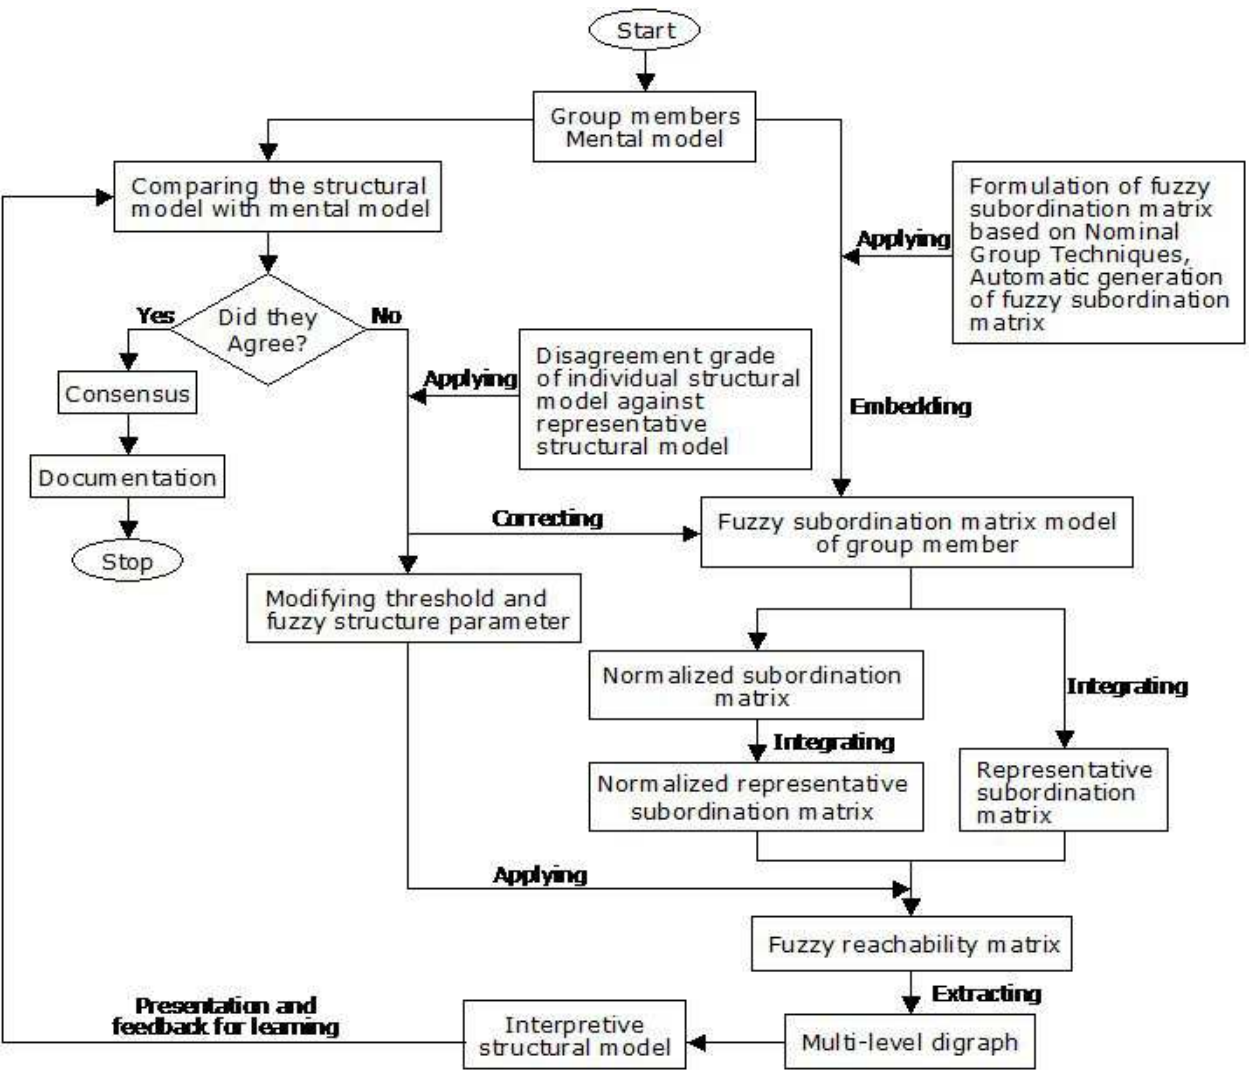 Start
Group members
Mental model
Comparing the structural
model with mental model
Formulation of fuzzy
subordination matrix
based on Nominal
Group Techniques,
Automatic generation
of fuzzy subordination
matrix
Applying
Yes
Did they
Agree?
No
Disagreement grade
of individual structural
model against
representative
structural model
Applying
Embedding
Consensus
Documentation
Stop
Correcting
Fuzzy subordination matrix model
of group member
Modifying threshold and
fuzzy structure parameter
Normalized subordination
matrix
Integrating
Integrating
Normalized representative
subordination matrix
Representative
subordination
matrix
Applying
Fuzzy reachability matrix
Extracting
Presentation and
feedback for learning
Interpretive
structural model
Multi-level digraph